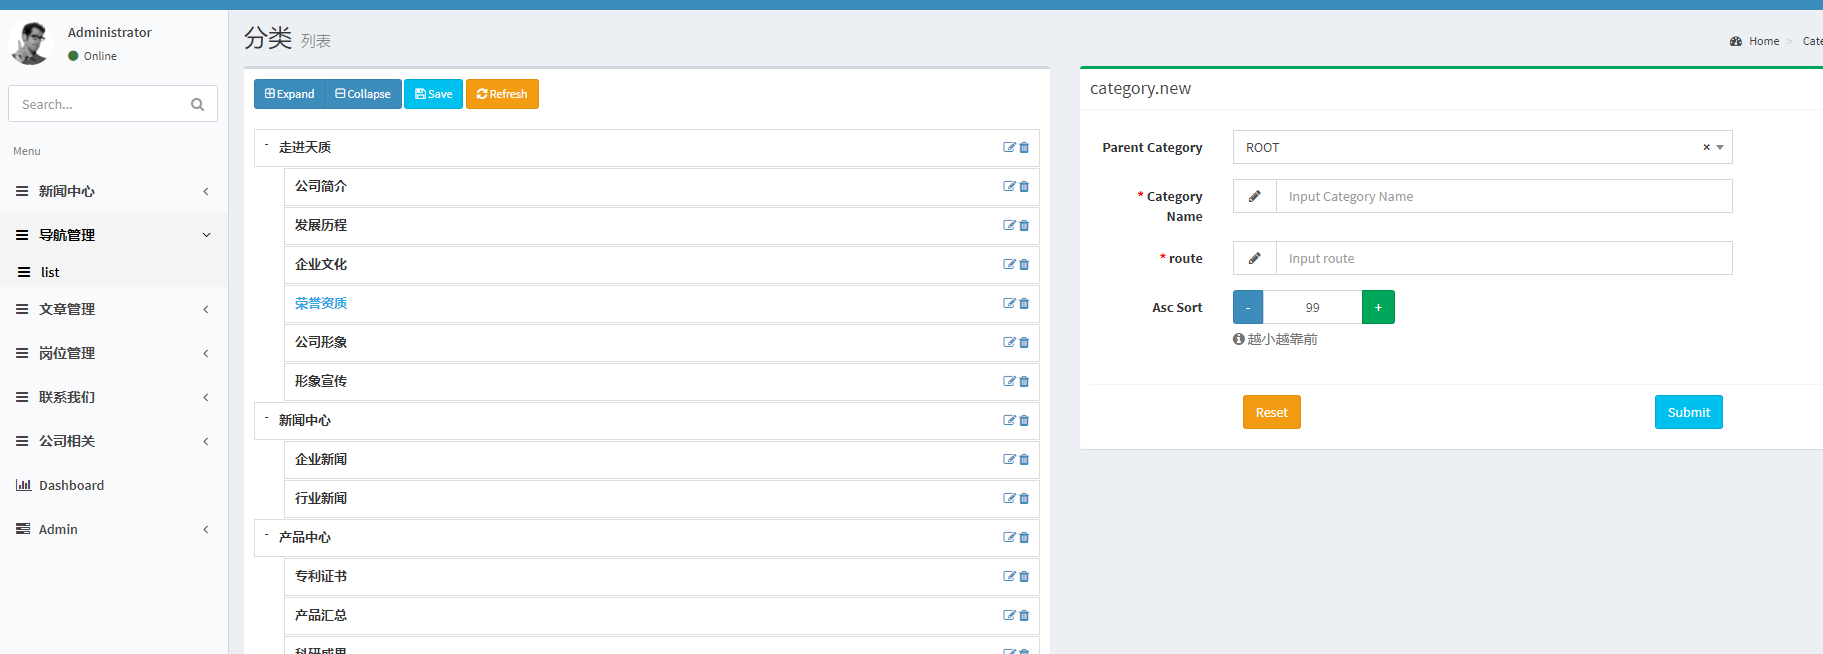 Administrator
Online
Search...
Menu
新闻中心
导航管理
list
文章管理
岗位管理
联系我们
公司相关
Dashboard
Admin
分类 列表
Home > Cate
Expand Collapse Save Refresh
- 走进天质
公司简介
发展历程
企业文化
荣誉资质
公司形象
形象宣传
- 新闻中心
企业新闻
行业新闻
- 产品中心
专利证书
产品汇总
科研成果
category.new
Parent Category ROOT ×
* Category Name Input Category Name
* route Input route
Asc Sort - 99 +
越小越靠前
Reset Submit